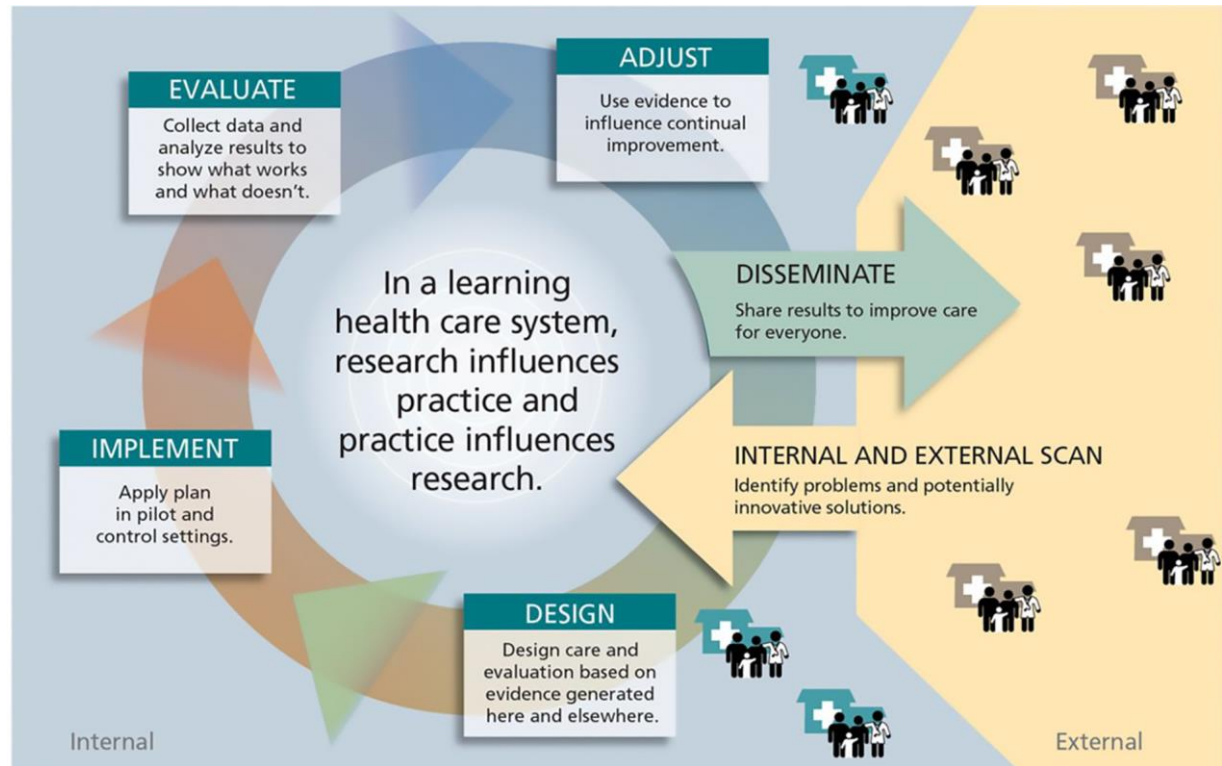 EVALUATE
Collect data and
analyze results to
show what works
and what doesn't.
ADJUST
Use evidence to
influence continual
improvement.
In a learning
health care system,
research influences
practice and
practice influences
research.
DISSEMINATE
Share results to improve care
for everyone.
INTERNAL AND EXTERNAL SCAN
Identify problems and potentially
innovative solutions.
IMPLEMENT
Apply plan
in pilot and
control settings.
DESIGN
Design care and
evaluation based on
evidence generated
here and elsewhere.
Internal
External